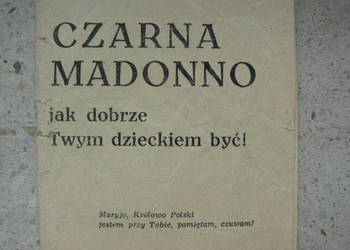 CZARNA
MADONNO
jak dobrze
Twym dzieckiem być!
Maryjo, Królowo Polski
jestem przy Tobie, pamiętam, czuwam!